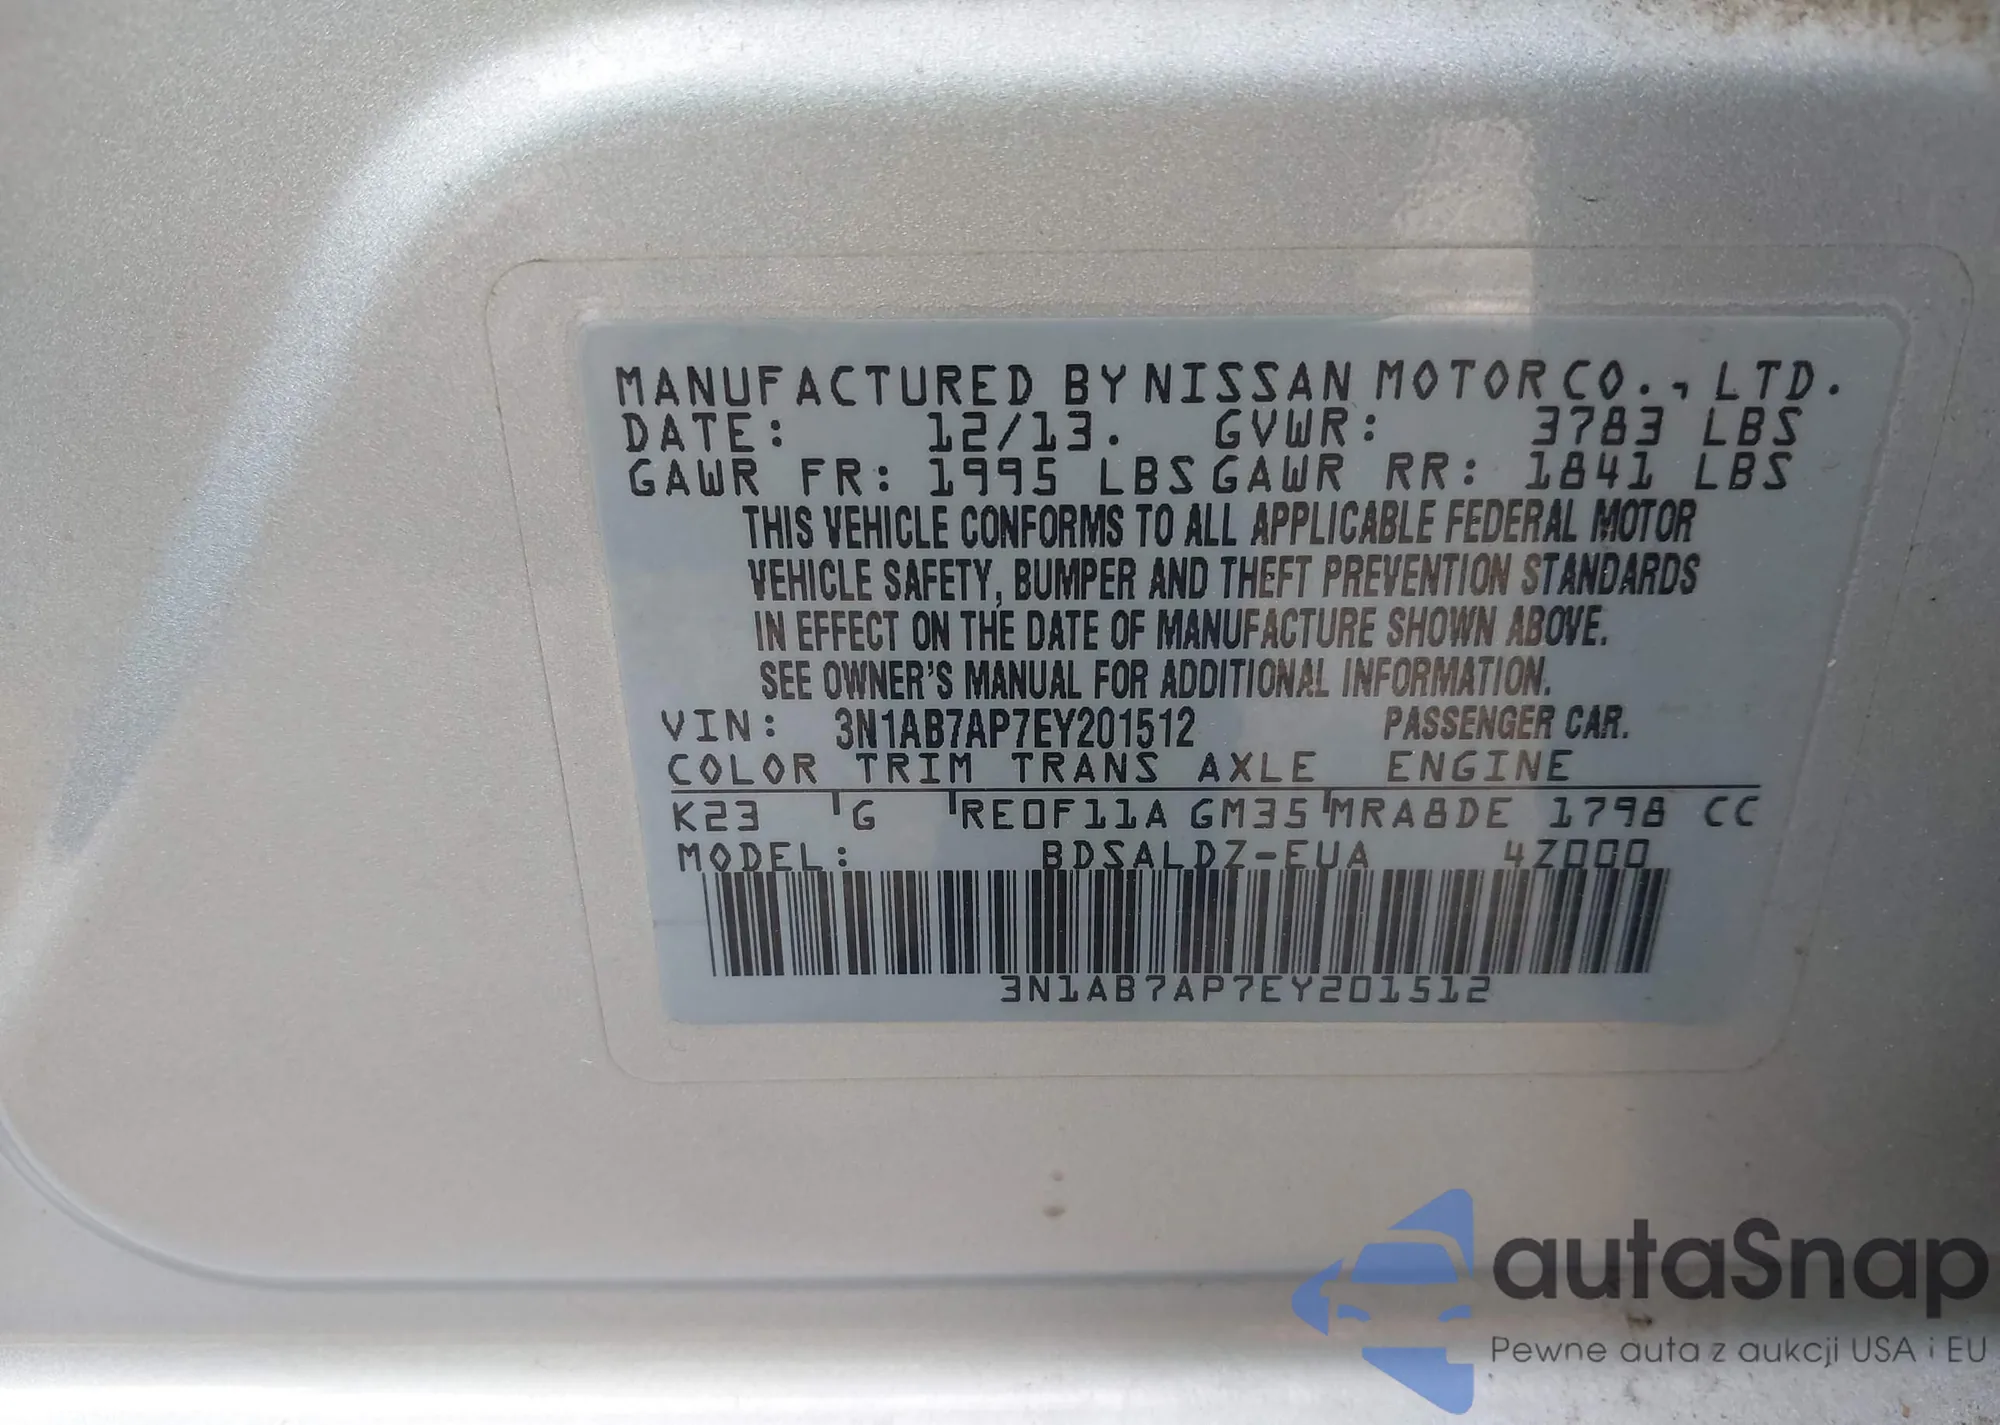 MANUFACTURED BY NISSAN MOTOR CO., LTD.
DATE: 12/13. GVWR: 3783 LBS
GAWR FR: 1995 LBS GAWR RR: 1841 LBS
THIS VEHICLE CONFORMS TO ALL APPLICABLE FEDERAL MOTOR
VEHICLE SAFETY, BUMPER AND THEFT PREVENTION STANDARDS
IN EFFECT ON THE DATE OF MANUFACTURE SHOWN ABOVE.
SEE OWNER'S MANUAL FOR ADDITIONAL INFORMATION.
VIN: 3N1AB7AP7EY201512 PASSENGER CAR.
COLOR TRIM TRANS AXLE ENGINE
K23 G RE0F11A GM35 MRA8DE 1798 CC
MODEL: BDSALDZ-EUA 4Z000
3N1AB7AP7EY201512
autaSnap
Pewne auta z aukcji USA i EU